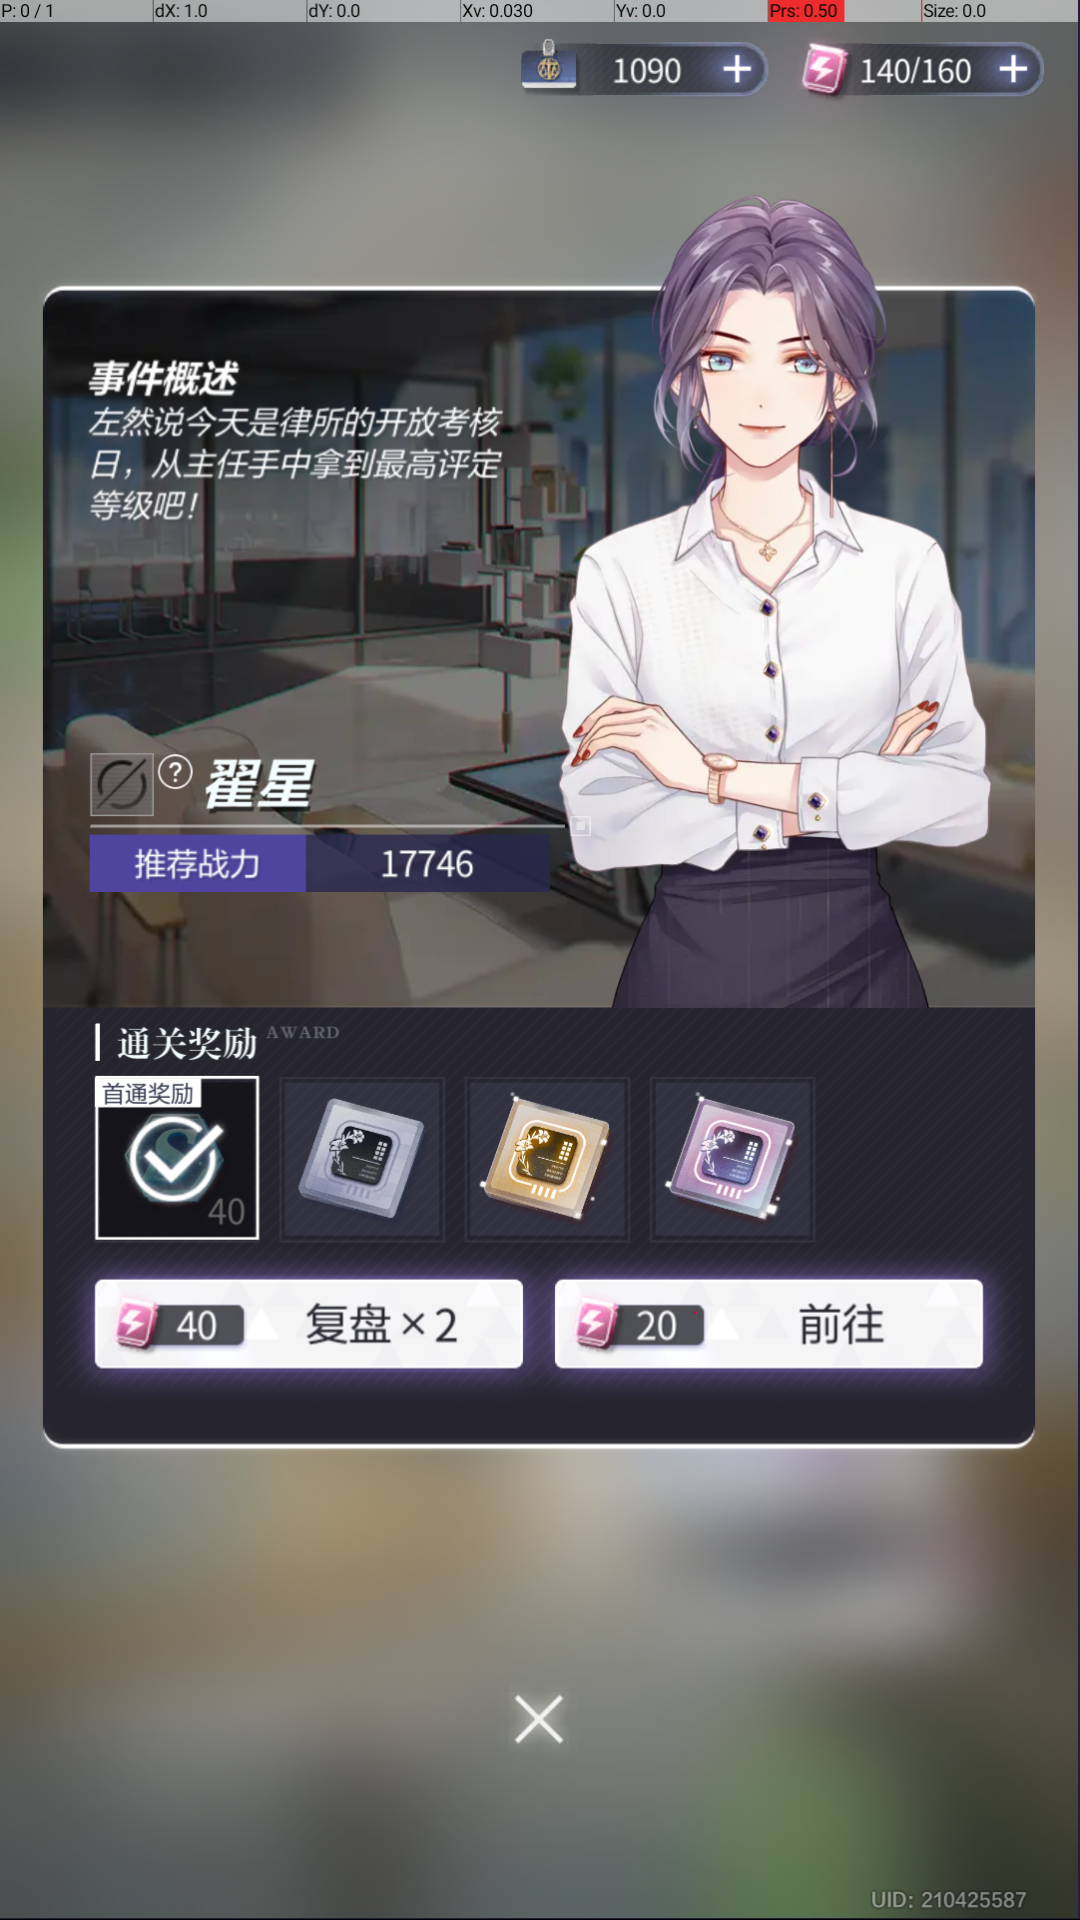 P: 0 / 1 dX: 1.0 dY: 0.0 Xv: 0.030 Yv: 0.0 Prs: 0.50 Size: 0.0
1090 140/160
事件概述
左然说今天是律所的开放考核
日，从主任手中拿到最高评定
等级吧！
? 翟星
推荐战力 17746
通关奖励 AWARD
首通奖励
40
40 复盘×2
20 前往
UID: 210425587